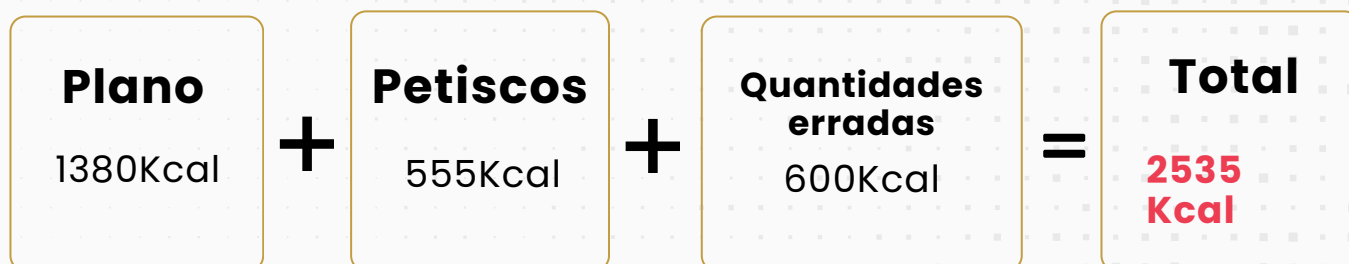 Plano
1380Kcal
+
Petiscos
555Kcal
+
Quantidades
erradas
600Kcal
=
Total
2535
Kcal